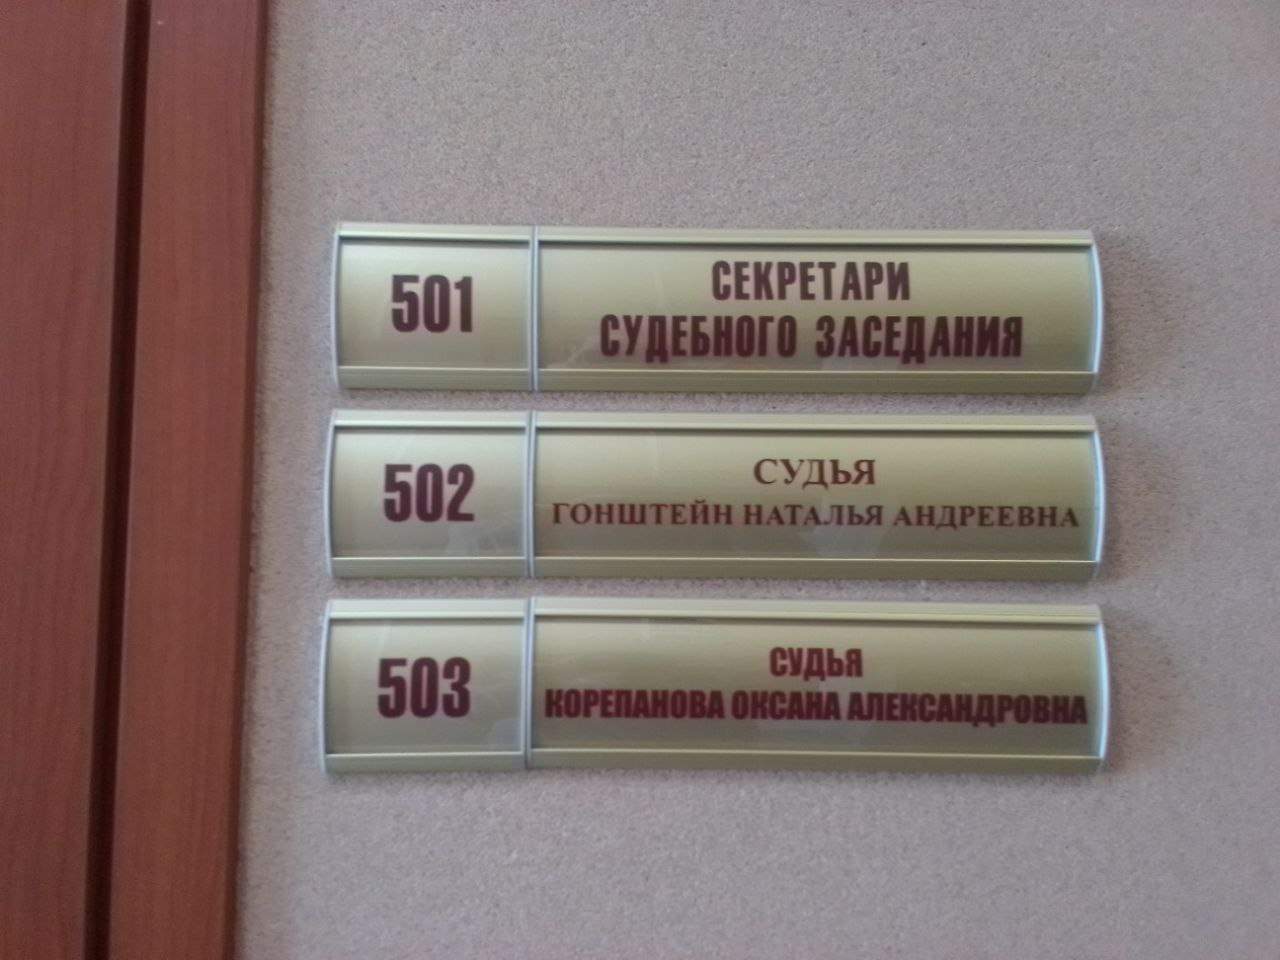 501
СЕКРЕТАРИ
СУДЕБНОГО ЗАСЕДАНИЯ
502
СУДЬЯ
ГОНШТЕЙН НАТАЛЬЯ АНДРЕЕВНА
503
СУДЬЯ
КОРЕПАНОВА ОКСАНА АЛЕКСАНДРОВНА